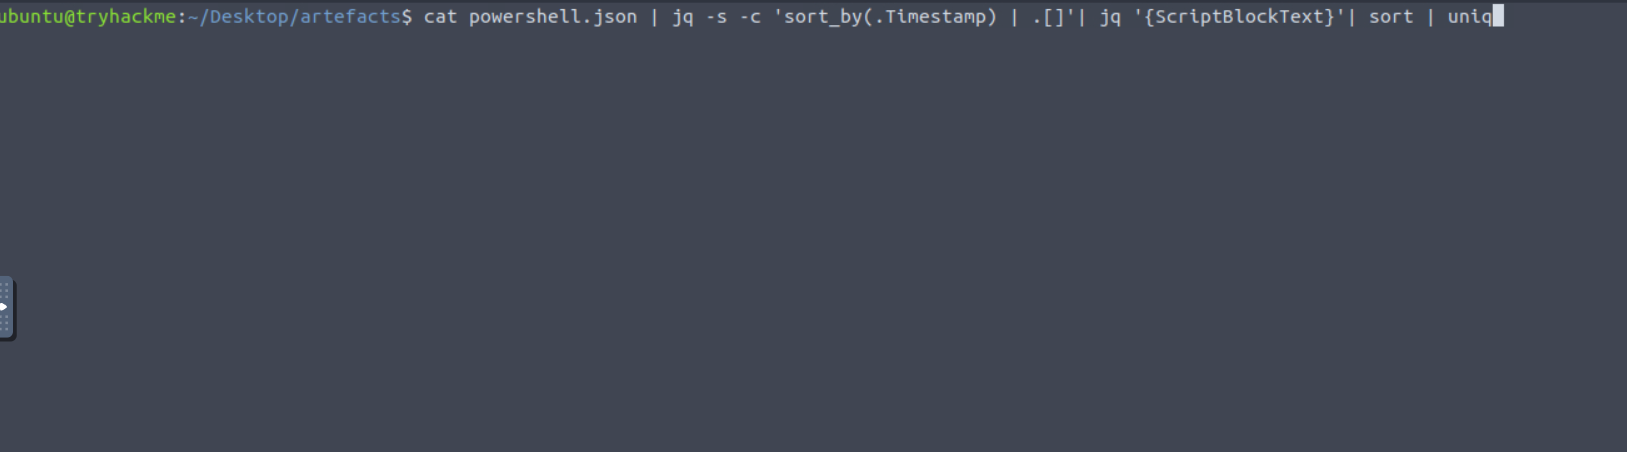 ubuntu@tryhackme:~/Desktop/artefacts$ cat powershell.json | jq -s -c 'sort_by(.Timestamp) | .[]'| jq '{ScriptBlockText}'| sort | uniq